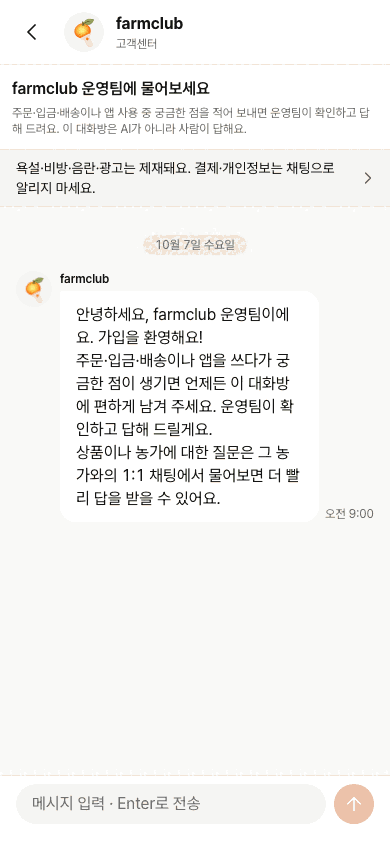 farmclub
고객센터
farmclub 운영팀에 물어보세요
주문·입금·배송이나 앱 사용 중 궁금한 점을 적어 보내면 운영팀이 확인하고 답
해 드려요. 이 대화방은 AI가 아니라 사람이 답해요.
욕설·비방·음란·광고는 제재돼요. 결제·개인정보는 채팅으로
알리지 마세요.
10월 7일 수요일
farmclub
안녕하세요, farmclub 운영팀이에
요. 가입을 환영해요!
주문·입금·배송이나 앱을 쓰다가 궁
금한 점이 생기면 언제든 이 대화방
에 편하게 남겨 주세요. 운영팀이 확
인하고 답해 드릴게요.
상품이나 농가에 대한 질문은 그 농
가와의 1:1 채팅에서 물어보면 더 빨
리 답을 받을 수 있어요.
오전 9:00
메시지 입력 · Enter로 전송